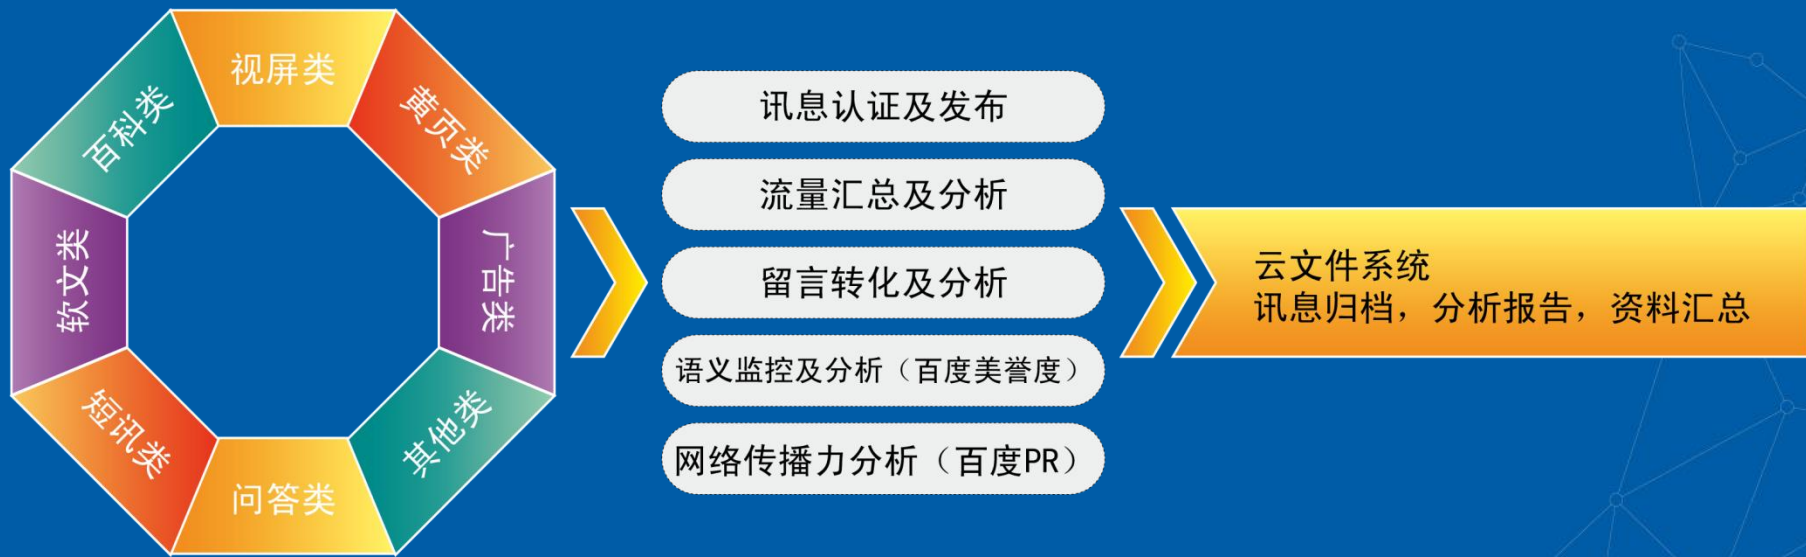 视屏类
黄页类
广告类
其他类
问答类
短讯类
软文类
百科类
讯息认证及发布
流量汇总及分析
留言转化及分析
语义监控及分析（百度美誉度）
网络传播力分析（百度PR）
云文件系统
讯息归档，分析报告，资料汇总